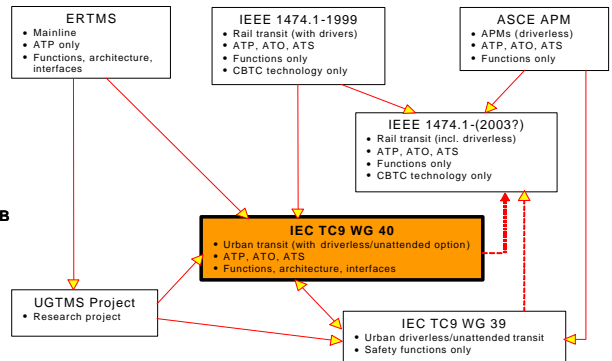 ERTMS
• Mainline
• ATP only
• Functions, architecture,
interfaces
IEEE 1474.1-1999
• Rail transit (with drivers)
• ATP, ATO, ATS
• Functions only
• CBTC technology only
ASCE APM
• APMs (driverless)
• ATP, ATO, ATS
• Functions only
IEEE 1474.1-(2003?)
• Rail transit (incl. driverless)
• ATP, ATO, ATS
• Functions only
• CBTC technology only
B
IEC TC9 WG 40
• Urban transit (with driverless/unattended option)
• ATP, ATO, ATS
• Functions, architecture, interfaces
UGTMS Project
• Research project
IEC TC9 WG 39
• Urban driverless/unattended transit
• Safety functions only